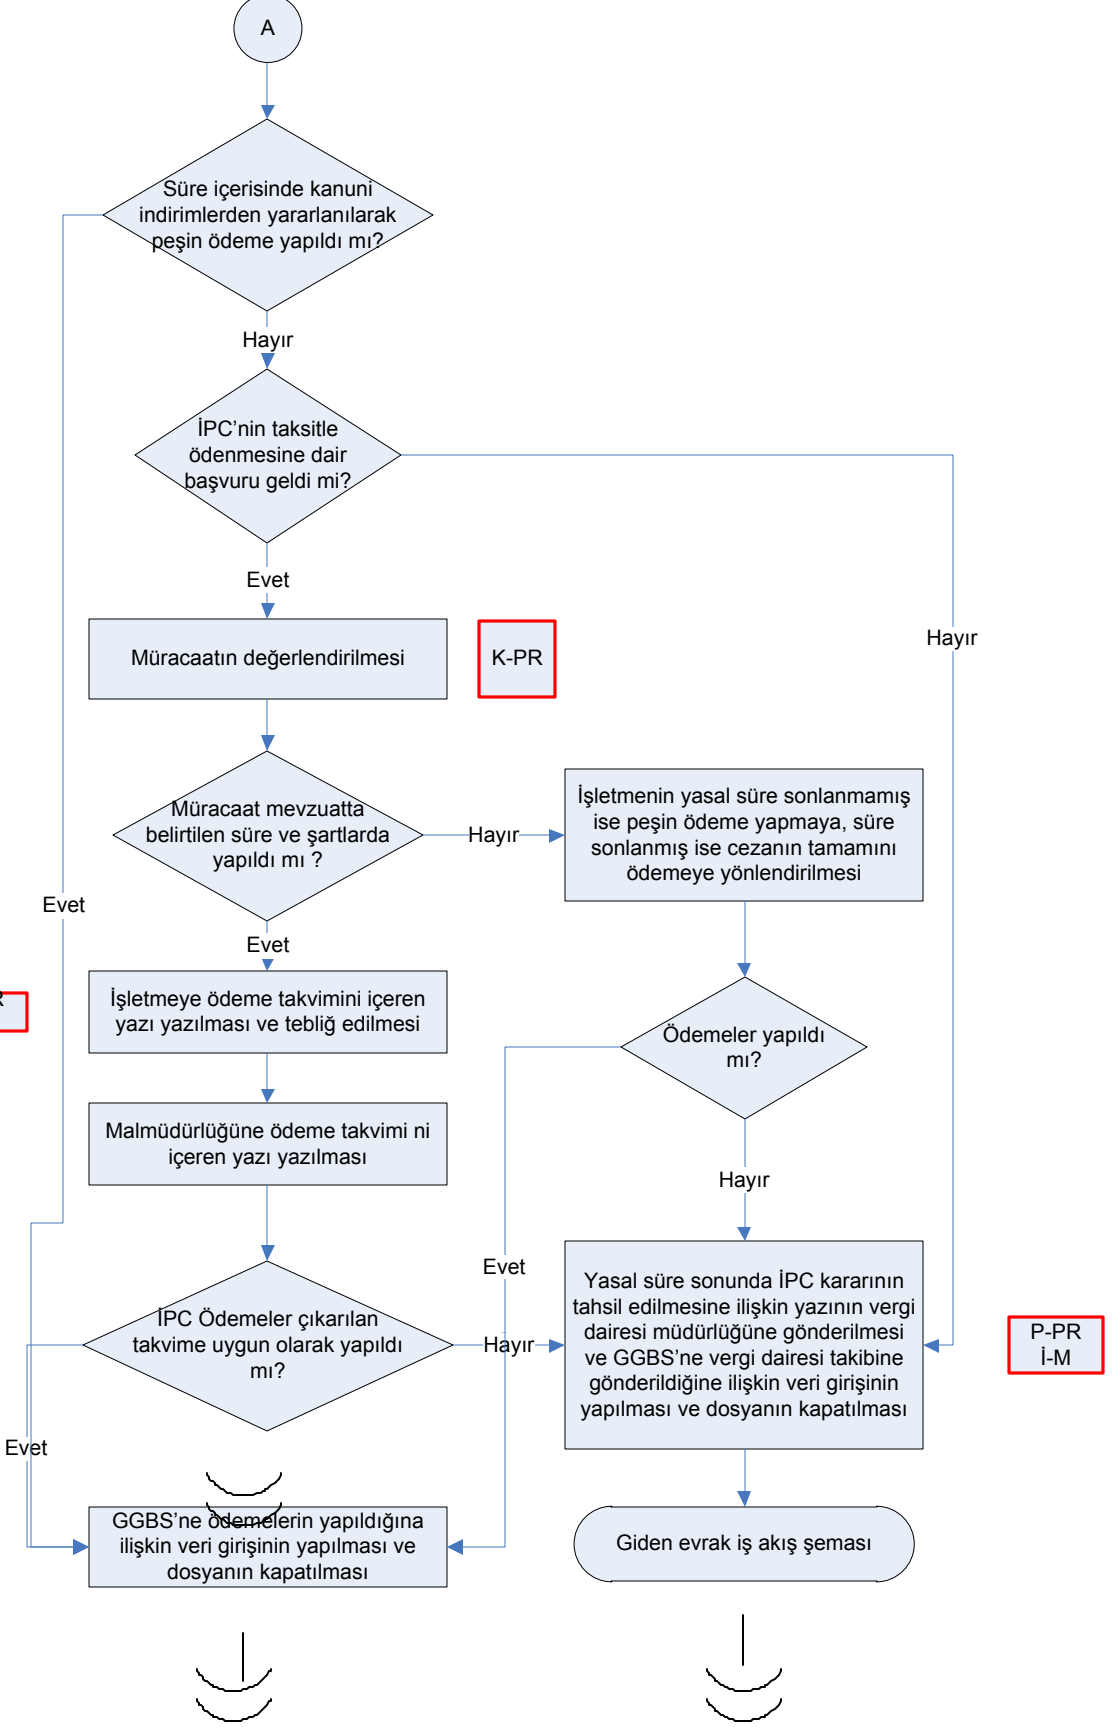 A
Süre içerisinde kanuni
indirimlerden yararlanılarak
peşin ödeme yapıldı mı?
Hayır
İPC’nin taksitle
ödenmesine dair
başvuru geldi mi?
Evet
Hayır
Müracaatın değerlendirilmesi
K-PR
Müracaat mevzuatta
belirtilen süre ve şartlarda
yapıldı mı ?
Hayır
İşletmenin yasal süre sonlanmamış
ise peşin ödeme yapmaya, süre
sonlanmış ise cezanın tamamını
ödemeye yönlendirilmesi
Evet
Evet
R
İşletmeye ödeme takvimini içeren
yazı yazılması ve tebliğ edilmesi
Ödemeler yapıldı
mı?
Malmüdürlüğüne ödeme takvimi ni
içeren yazı yazılması
Hayır
Evet
İPC Ödemeler çıkarılan
takvime uygun olarak yapıldı
mı?
Hayır
Yasal süre sonunda İPC kararının
tahsil edilmesine ilişkin yazının vergi
dairesi müdürlüğüne gönderilmesi
ve GGBS’ne vergi dairesi takibine
gönderildiğine ilişkin veri girişinin
yapılması ve dosyanın kapatılması
P-PR
İ-M
Evet
GGBS’ne ödemelerin yapıldığına
ilişkin veri girişinin yapılması ve
dosyanın kapatılması
Giden evrak iş akış şeması